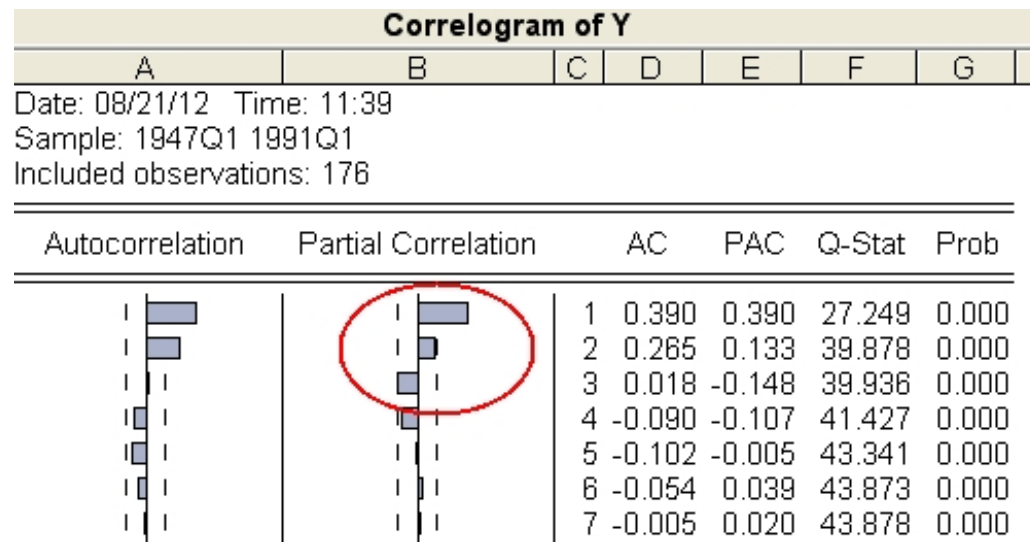 Correlogram of Y
A B C D E F G
Date: 08/21/12 Time: 11:39
Sample: 1947Q1 1991Q1
Included observations: 176
Autocorrelation Partial Correlation AC PAC Q-Stat Prob
1 0.390 0.390 27.249 0.000
2 0.265 0.133 39.878 0.000
3 0.018 -0.148 39.936 0.000
4 -0.090 -0.107 41.427 0.000
5 -0.102 -0.005 43.341 0.000
6 -0.054 0.039 43.873 0.000
7 -0.005 0.020 43.878 0.000